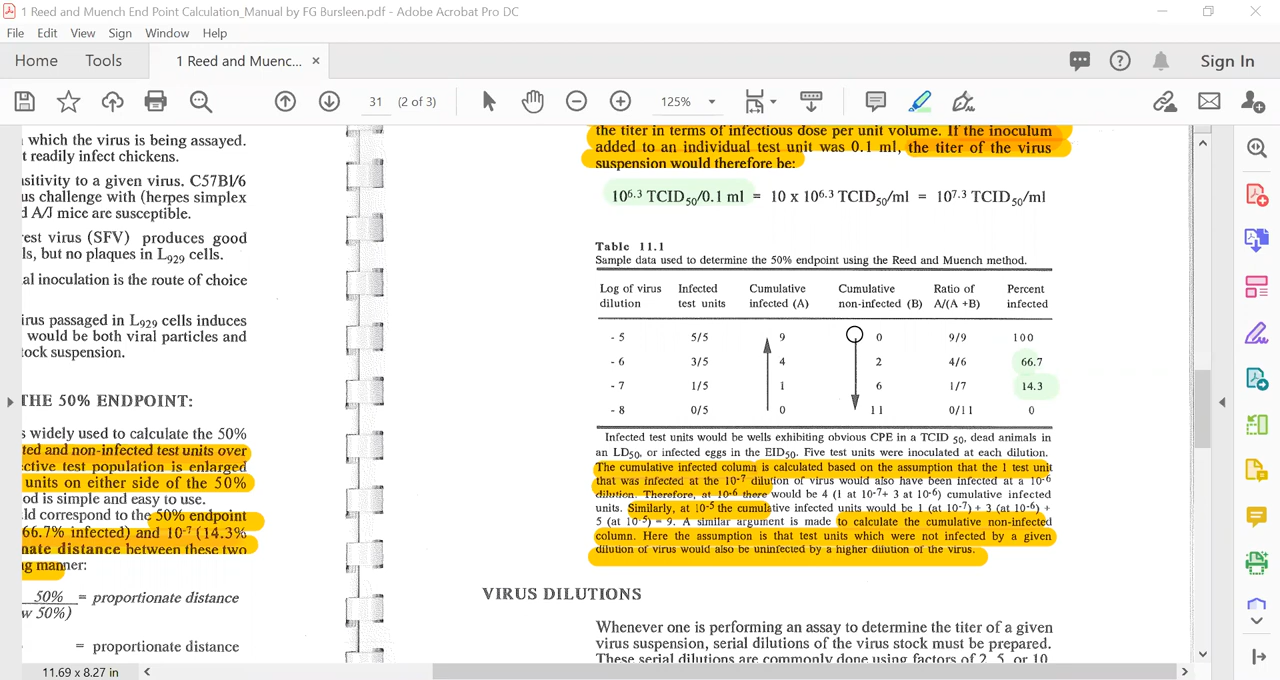 1 Reed and Muench End Point Calculation_Manual by FG Bursleen.pdf - Adobe Acrobat Pro DC
File Edit View Sign Window Help
Home Tools 1 Reed and Muenc... × Sign In
31 (2 of 3) 125%
which the virus is being assayed.
t readily infect chickens.
sitivity to a given virus. C57Bl/6
us challenge with (herpes simplex
d A/J mice are susceptible.
rest virus (SFV) produces good
ls, but no plaques in L929 cells.
al inoculation is the route of choice
irus passaged in L929 cells induces
would be both viral particles and
tock suspension.
THE 50% ENDPOINT:
s widely used to calculate the 50%
ted and non-infected test units over
ective test population is enlarged
units on either side of the 50%
od is simple and easy to use.
ld correspond to the 50% endpoint
66.7% infected) and 10-7 (14.3%
nate distance between these two
g manner:
50% = proportionate distance
w 50%)
= proportionate distance
11.69 x 8.27 in
the titer in terms of infectious dose per unit volume. If the inoculum
added to an individual test unit was 0.1 ml, the titer of the virus
suspension would therefore be:
10^6.3 TCID50/0.1 ml = 10 x 10^6.3 TCID50/ml = 10^7.3 TCID50/ml
Table 11.1
Sample data used to determine the 50% endpoint using the Reed and Muench method.
Log of virus Infected Cumulative Cumulative Ratio of Percent
dilution test units infected (A) non-infected (B) A/(A +B) infected
- 5 5/5 9 0 9/9 100
- 6 3/5 4 2 4/6 66.7
- 7 1/5 1 6 1/7 14.3
- 8 0/5 0 11 0/11 0
Infected test units would be wells exhibiting obvious CPE in a TCID 50, dead animals in
an LD50, or infected eggs in the EID50. Five test units were inoculated at each dilution.
The cumulative infected column is calculated based on the assumption that the 1 test unit
that was infected at the 10-7 dilution of virus would also have been infected at a 10-6
dilution. Therefore, at 10-6 there would be 4 (1 at 10-7+ 3 at 10-6) cumulative infected
units. Similarly, at 10-5 the cumulative infected units would be 1 (at 10-7) + 3 (at 10-6) +
5 (at 10-5) = 9. A similar argument is made to calculate the cumulative non-infected
column. Here the assumption is that test units which were not infected by a given
dilution of virus would also be uninfected by a higher dilution of the virus.
VIRUS DILUTIONS
Whenever one is performing an assay to determine the titer of a given
virus suspension, serial dilutions of the virus stock must be prepared.
These serial dilutions are commonly done using factors of 2, 5, or 10